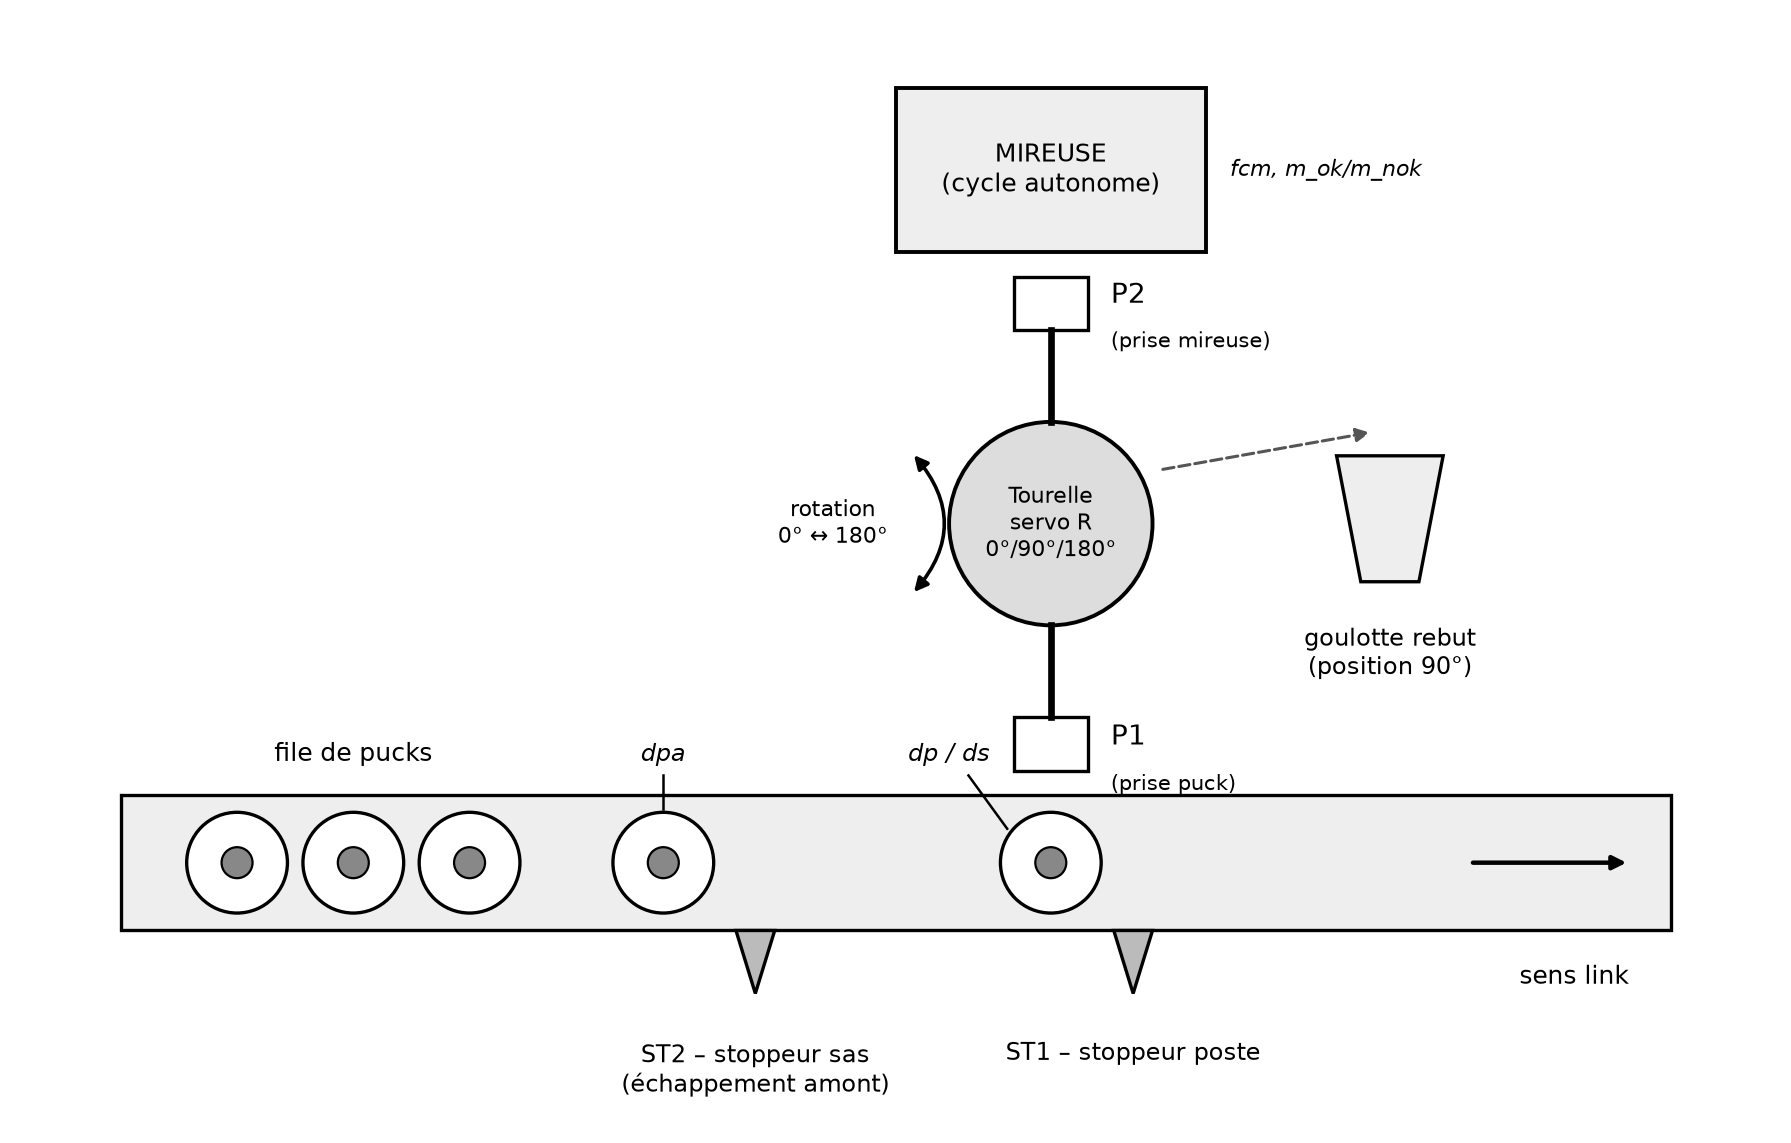 MIREUSE
(cycle autonome)
fcm, m_ok/m_nok
P2
(prise mireuse)
rotation
0° ↔ 180°
Tourelle
servo R
0°/90°/180°
goulotte rebut
(position 90°)
file de pucks
dpa
dp / ds
P1
(prise puck)
sens link
ST2 – stoppeur sas
(échappement amont)
ST1 – stoppeur poste